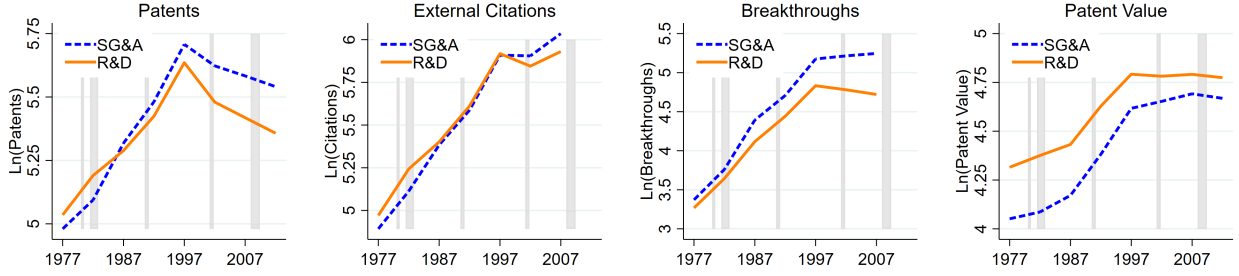 Patents
Ln(Patents)
5.75
5.5
5.25
5
SG&A
R&D
1977 1987 1997 2007
External Citations
Ln(Citations)
6
5.75
5.5
5.25
5
SG&A
R&D
1977 1987 1997 2007
Breakthroughs
Ln(Breakthroughs)
5.5
5
4.5
4
3.5
3
SG&A
R&D
1977 1987 1997 2007
Patent Value
Ln(Patent Value)
5
4.75
4.5
4.25
4
SG&A
R&D
1977 1987 1997 2007